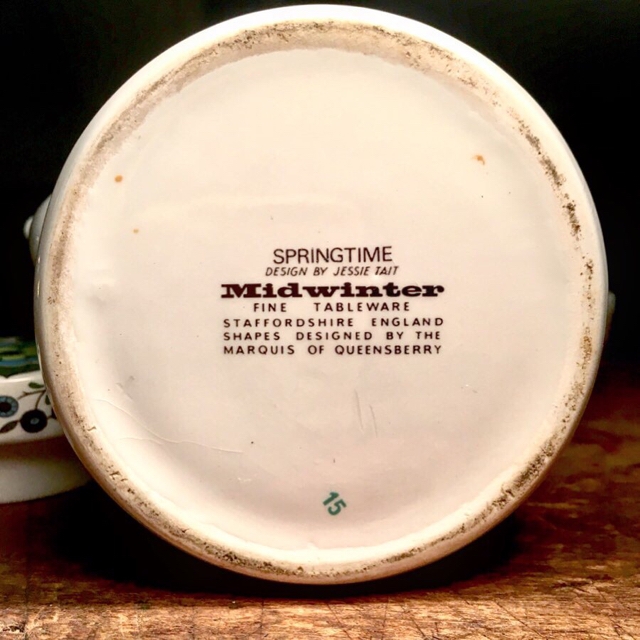 SPRINGTIME
DESIGN BY JESSIE TAIT
Midwinter
FINE TABLEWARE
STAFFORDSHIRE ENGLAND
SHAPES DESIGNED BY THE
MARQUIS OF QUEENSBERRY
15